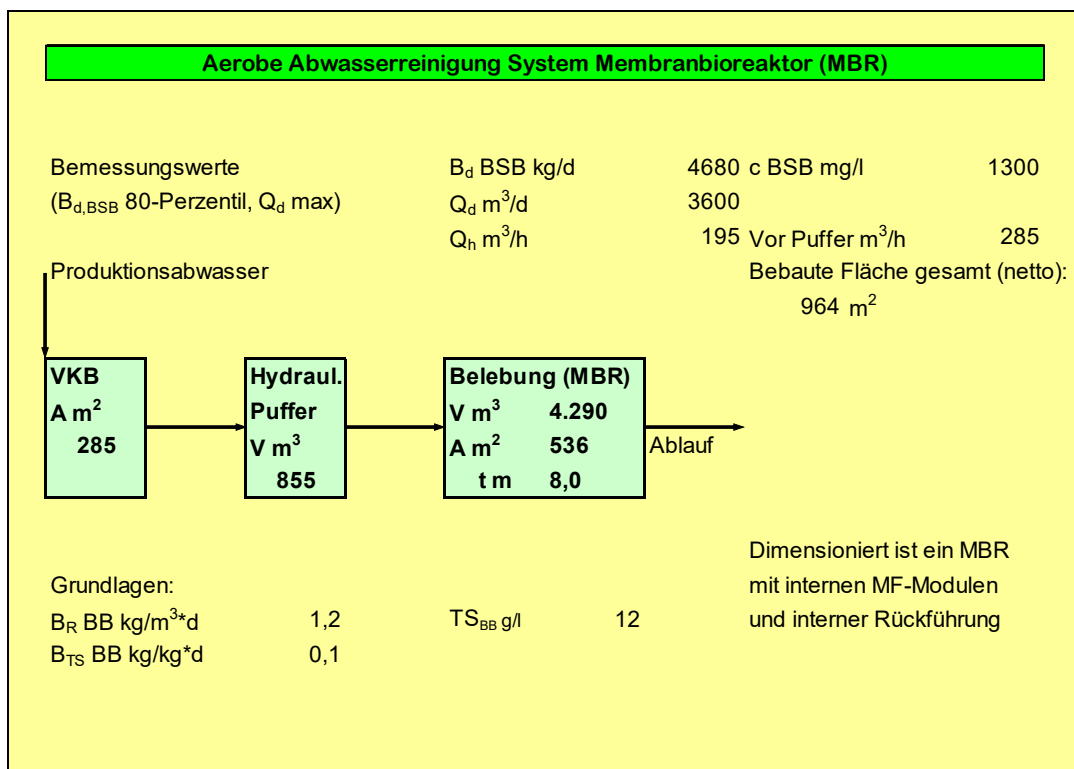 Aerobe Abwasserreinigung System Membranbioreaktor (MBR)
Bemessungswerte B_d BSB kg/d 4680 c BSB mg/l 1300
(B_d,BSB 80-Perzentil, Q_d max) Q_d m³/d 3600
Q_h m³/h 195 Vor Puffer m³/h 285
Produktionsabwasser Bebaute Fläche gesamt (netto):
964 m²
VKB Hydraul. Belebung (MBR)
A m² Puffer V m³ 4.290
285 V m³ A m² 536 Ablauf
855 t m 8,0
Dimensioniert ist ein MBR
Grundlagen: mit internen MF-Modulen
B_R BB kg/m³*d 1,2 TS_BB g/l 12 und interner Rückführung
B_TS BB kg/kg*d 0,1